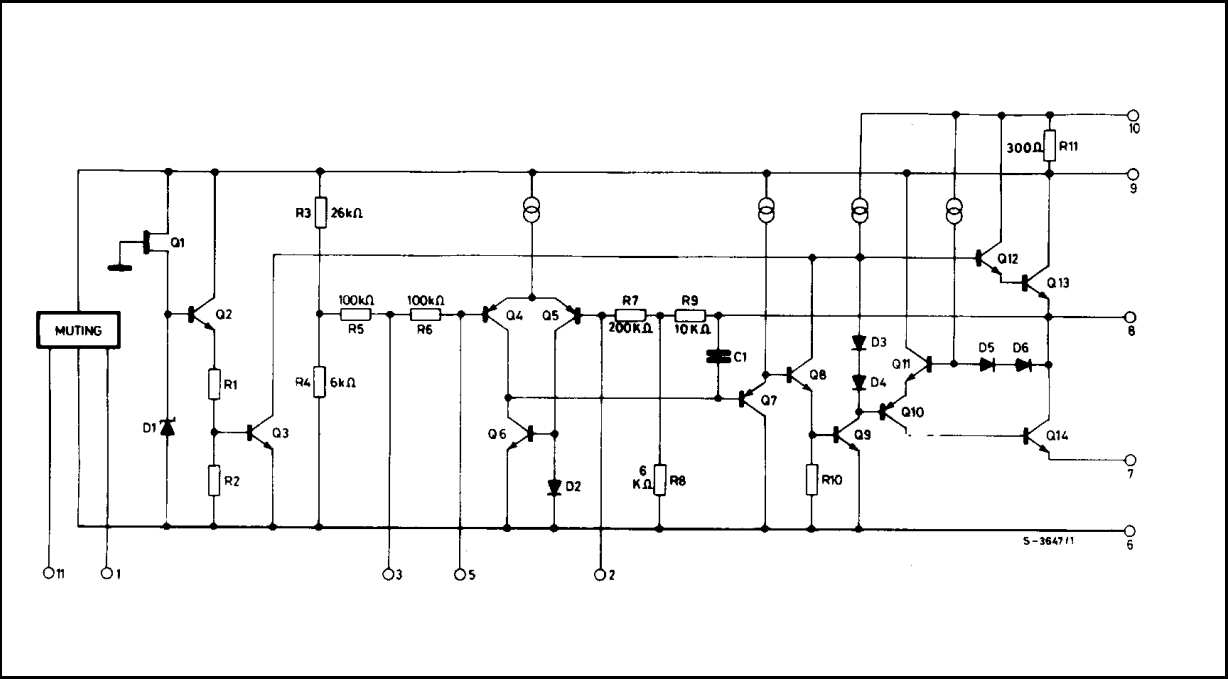 10
300Ω R11
9
R3 26kΩ
Q1
Q12
Q13
100kΩ 100kΩ
R7 R9
Q2
Q4 Q5
8
MUTING
R5 R6
200KΩ 10KΩ
D3
D5 D6
C1
Q11
R1
R4 6kΩ
Q8
D4
Q7
Q10
D1
Q3
Q6
Q9
Q14
7
R2
D2
6
KΩ R8
R10
S-3647/1
6
11 1 3 5 2